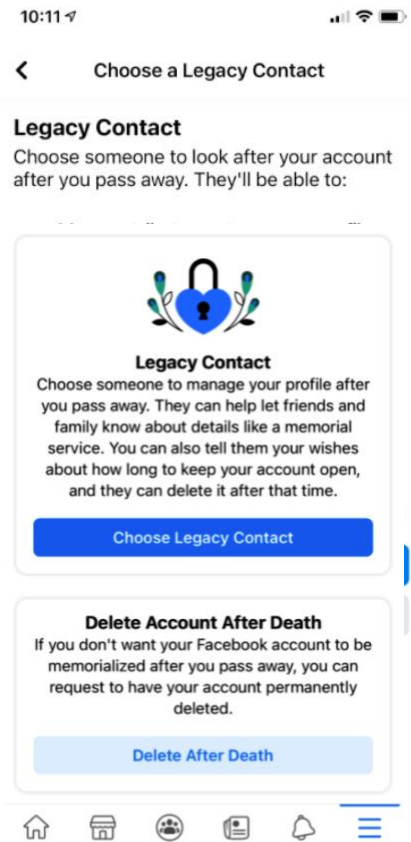 10:11
Choose a Legacy Contact
Legacy Contact
Choose someone to look after your account
after you pass away. They'll be able to:
Legacy Contact
Choose someone to manage your profile after
you pass away. They can help let friends and
family know about details like a memorial
service. You can also tell them your wishes
about how long to keep your account open,
and they can delete it after that time.
Choose Legacy Contact
Delete Account After Death
If you don't want your Facebook account to be
memorialized after you pass away, you can
request to have your account permanently
deleted.
Delete After Death